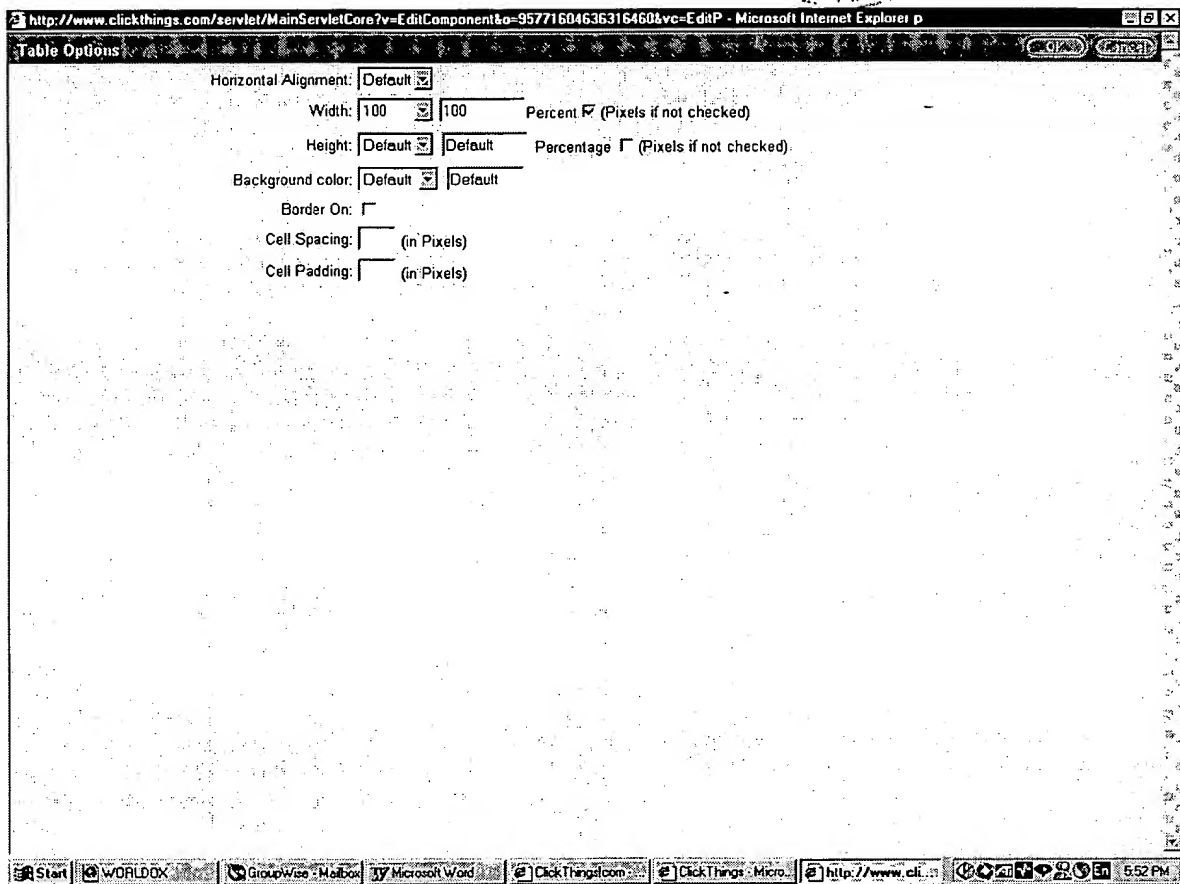 http://www.clickthings.com/servlet/MainServletCore?v=EditComponent&o=957716046363164608&vc=EditP - Microsoft Internet Explorer p
Table Options
Cancel
Horizontal Alignment: Default
Width: 100 100 Percent (Pixels if not checked)
Height: Default Default Percentage (Pixels if not checked)
Background color: Default Default
Border On:
Cell Spacing: (in Pixels)
Cell Padding: (in Pixels)
Start WORLDOX GroupWise - Mailbox Microsoft Word ClickThings!com ClickThings - Micro... http://www.cli... En 5:52 PM